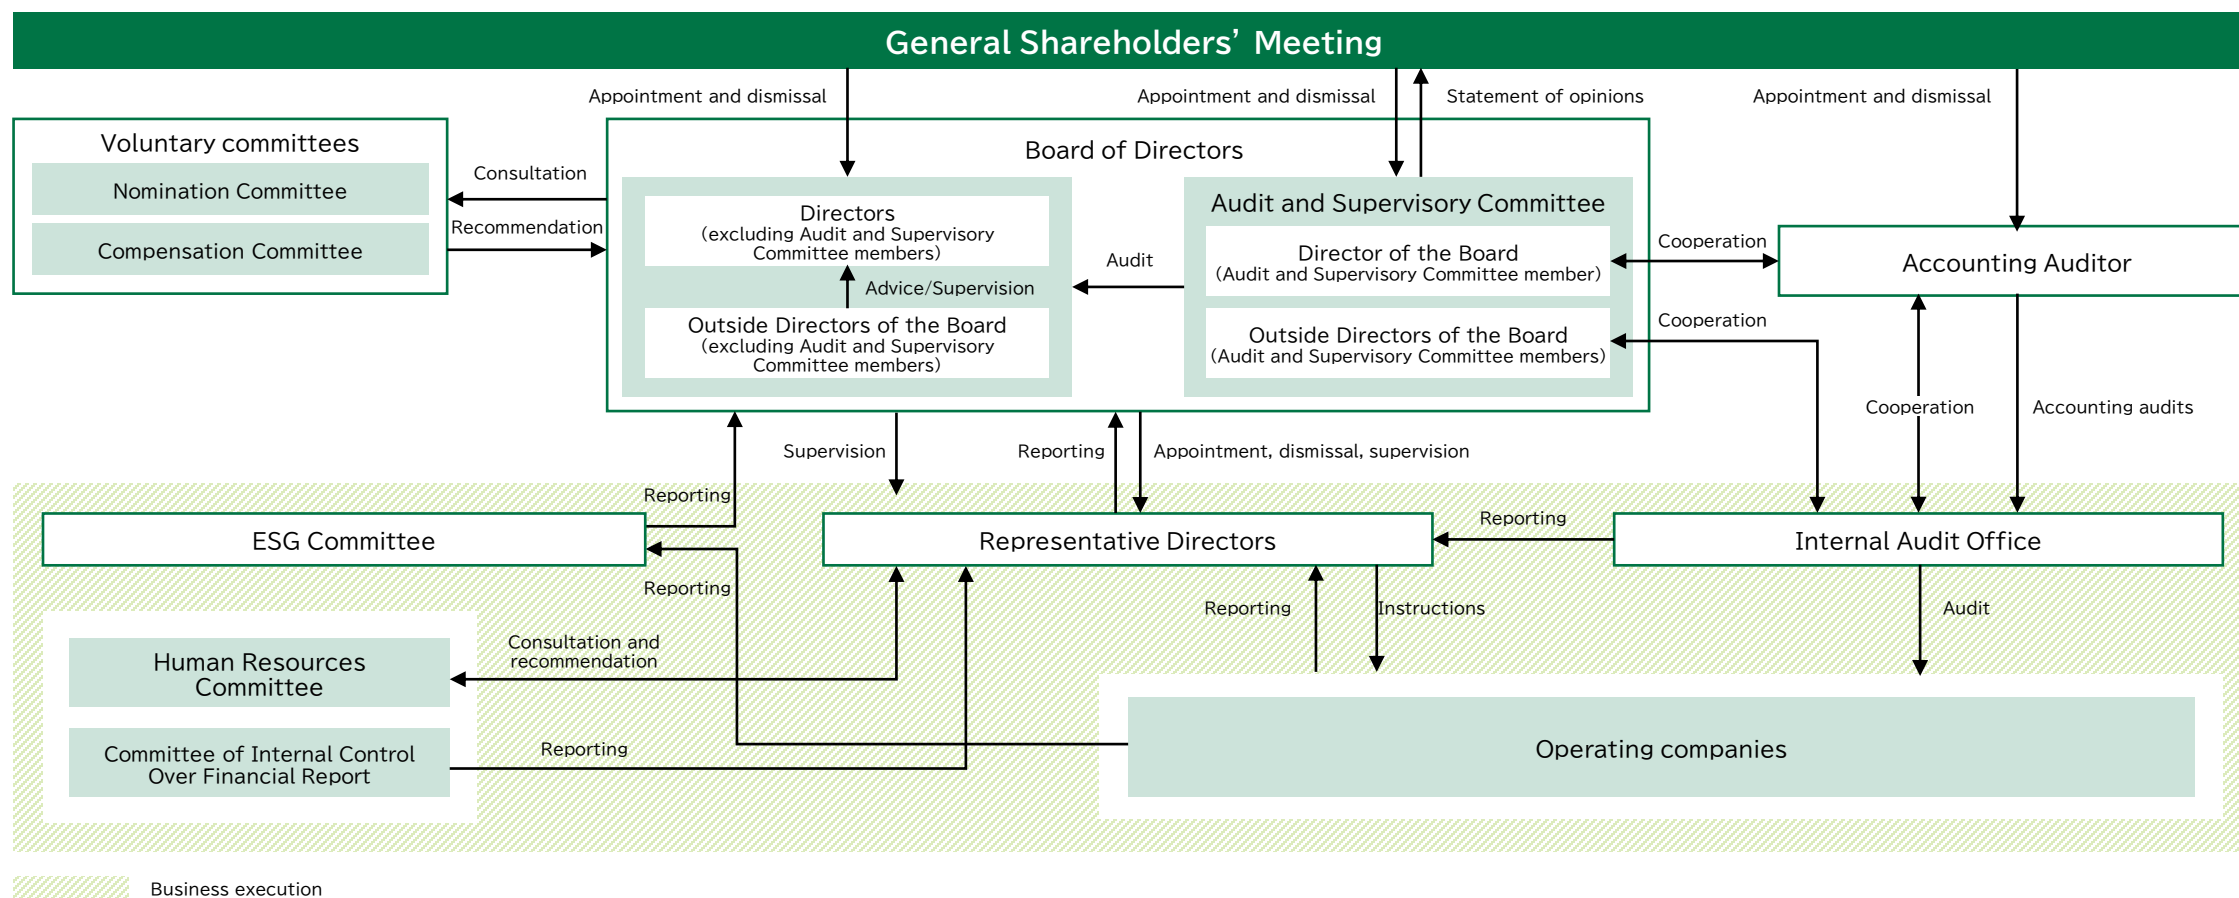 General Shareholders’ Meeting
Appointment and dismissal
Appointment and dismissal
Statement of opinions
Appointment and dismissal
Voluntary committees
Nomination Committee
Compensation Committee
Consultation
Recommendation
Board of Directors
Directors
(excluding Audit and Supervisory
Committee members)
Advice/Supervision
Outside Directors of the Board
(excluding Audit and Supervisory
Committee members)
Audit
Audit and Supervisory Committee
Director of the Board
(Audit and Supervisory Committee member)
Outside Directors of the Board
(Audit and Supervisory Committee members)
Cooperation
Cooperation
Accounting Auditor
Cooperation
Accounting audits
Supervision
Reporting
Appointment, dismissal, supervision
Reporting
ESG Committee
Representative Directors
Reporting
Internal Audit Office
Reporting
Reporting
Instructions
Audit
Consultation and
recommendation
Human Resources
Committee
Committee of Internal Control
Over Financial Report
Reporting
Operating companies
Business execution